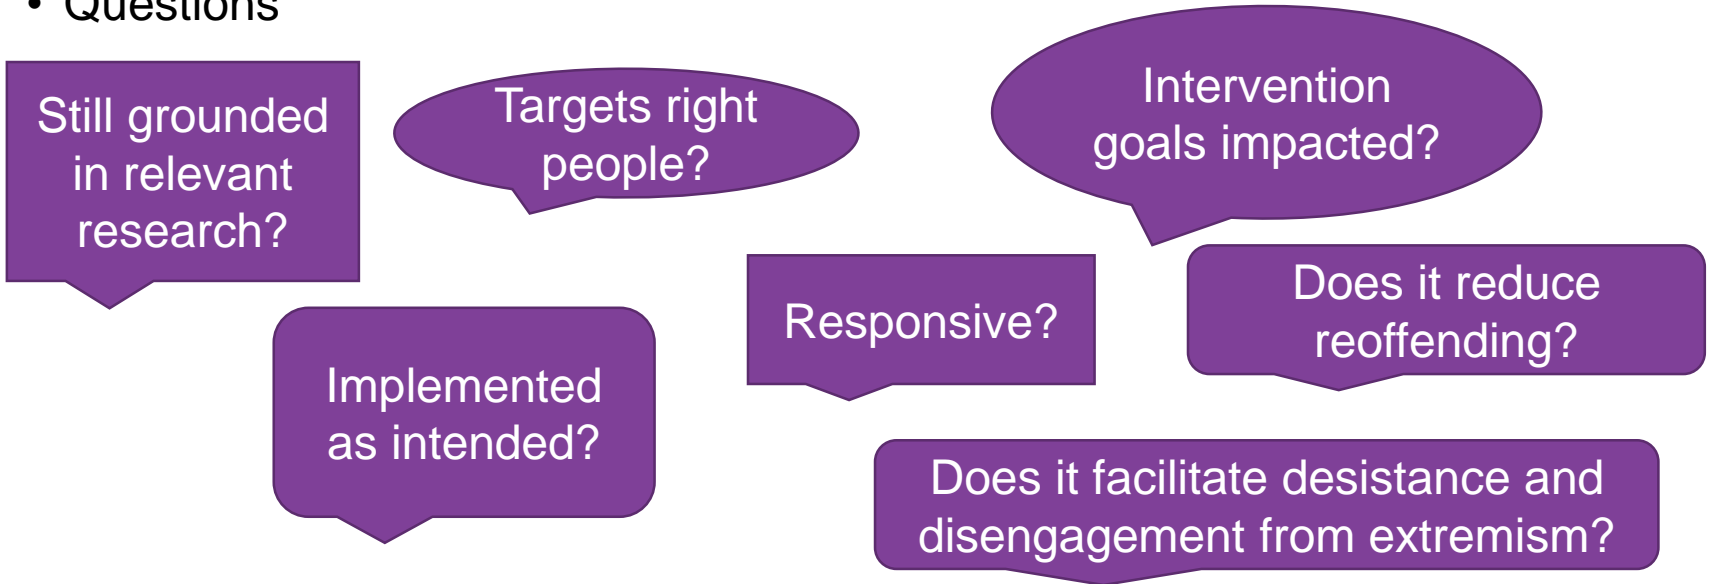 • Questions
Still grounded
in relevant
research?
Targets right
people?
Intervention
goals impacted?
Implemented
as intended?
Responsive?
Does it reduce
reoffending?
Does it facilitate desistance and
disengagement from extremism?